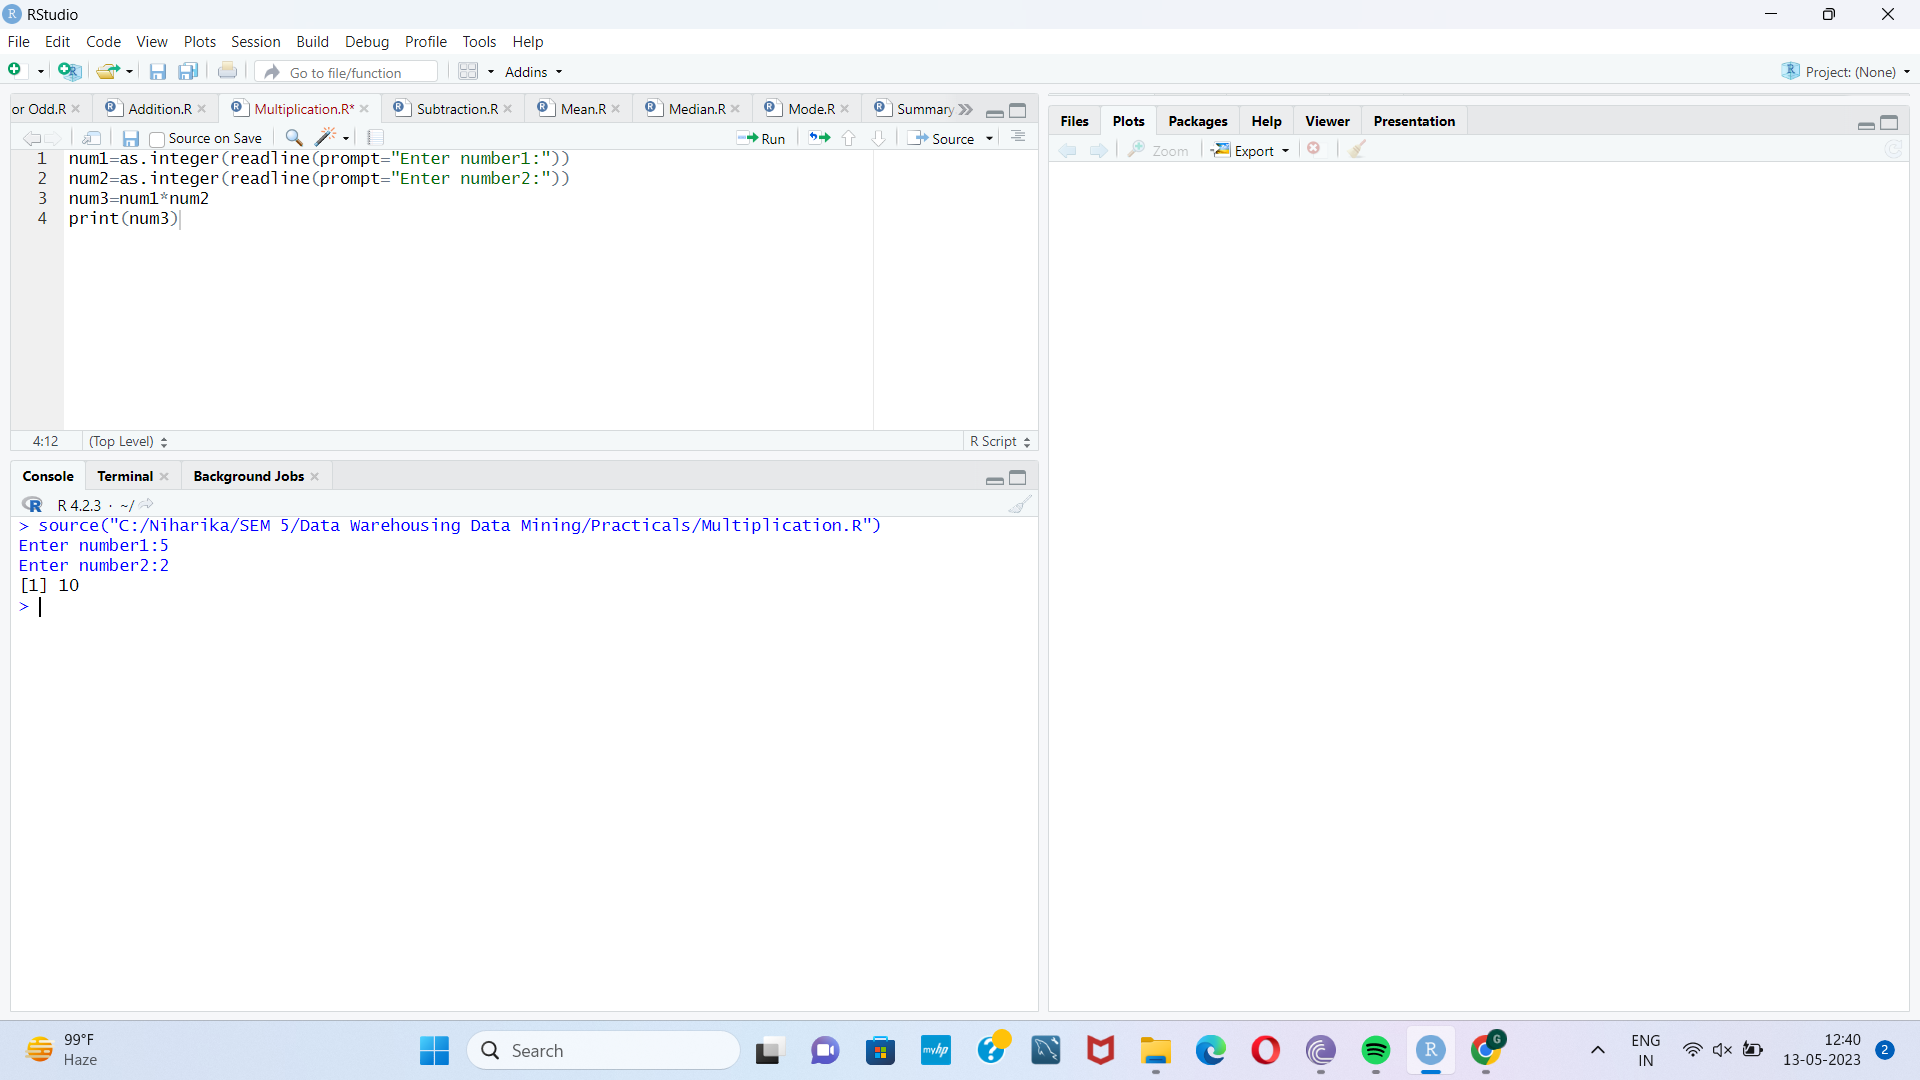 RStudio
File Edit Code View Plots Session Build Debug Profile Tools Help
Go to file/function Addins Project: (None)
or Odd.R Addition.R Multiplication.R* Subtraction.R Mean.R Median.R Mode.R Summary
Source on Save Run Source
1 num1=as.integer(readline(prompt="Enter number1:"))
2 num2=as.integer(readline(prompt="Enter number2:"))
3 num3=num1*num2
4 print(num3)
4:12 (Top Level) R Script
Console Terminal Background Jobs
R R 4.2.3 · ~/
> source("C:/Niharika/SEM 5/Data Warehousing Data Mining/Practicals/Multiplication.R")
Enter number1:5
Enter number2:2
[1] 10
>
Files Plots Packages Help Viewer Presentation
Zoom Export
99°F
Haze
Search
myhp
R
G
ENG
IN
12:40
13-05-2023
2